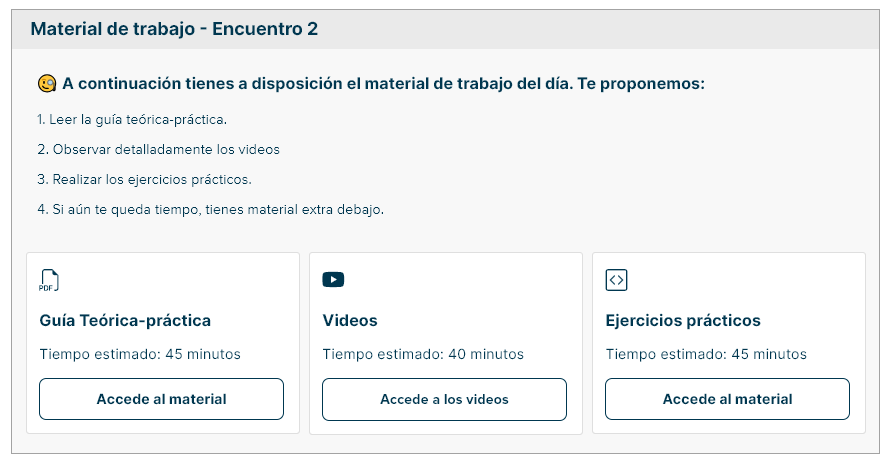 Material de trabajo - Encuentro 2
🧐 A continuación tienes a disposición el material de trabajo del día. Te proponemos:
1. Leer la guía teórica-práctica.
2. Observar detalladamente los videos
3. Realizar los ejercicios prácticos.
4. Si aún te queda tiempo, tienes material extra debajo.
PDF
Guía Teórica-práctica
Tiempo estimado: 45 minutos
Accede al material
Videos
Tiempo estimado: 40 minutos
Accede a los videos
Ejercicios prácticos
Tiempo estimado: 45 minutos
Accede al material